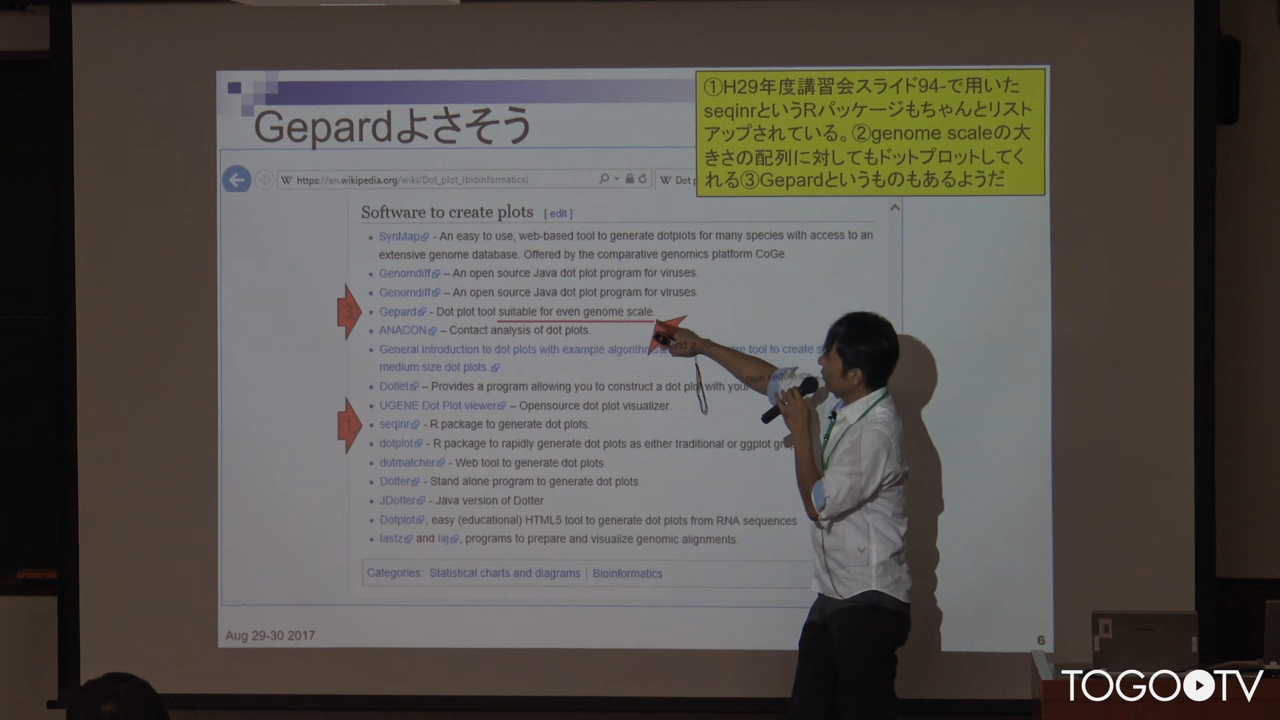 Gepardよさそう
①H29年度講習会スライド94-で用いた
seqinrというRパッケージもちゃんとリスト
アップされている。②genome scaleの大
きさの配列に対してもドットプロットしてく
れる③Gepardというものもあるようだ
https://en.wikipedia.org/wiki/Dot_plot_(bioinformatics)
W Dot p
Software to create plots [ edit ]
SynMap - An easy to use, web-based tool to generate dotplots for many species with access to an
extensive genome database. Offered by the comparative genomics platform CoGe.
Genomdiff – An open source Java dot plot program for viruses.
Genomdiff – An open source Java dot plot program for viruses.
③
Gepard - Dot plot tool suitable for even genome scale.
ANACON – Contact analysis of dot plots.
General introduction to dot plots with example algorithms and a software tool to create s
medium size dot plots.
Dotlet – Provides a program allowing you to construct a dot plot with your own seq
UGENE Dot Plot viewer – Opensource dot plot visualizer.
①
seqinr - R package to generate dot plots.
dotplot - R package to rapidly generate dot plots as either traditional or ggplot gra
dotmatcher - Web tool to generate dot plots.
Dotter - Stand alone program to generate dot plots.
JDotter - Java version of Dotter
Dotplot, easy (educational) HTML5 tool to generate dot plots from RNA sequences
lastz and laj, programs to prepare and visualize genomic alignments.
Categories: Statistical charts and diagrams | Bioinformatics
Aug 29-30 2017
6
TOGO TV